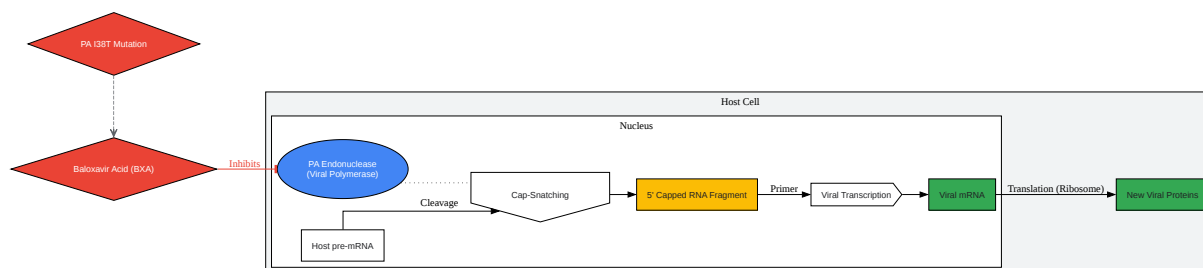 PA I38T Mutation
Host Cell
Nucleus
Baloxavir Acid (BXA)
Inhibits
PA Endonuclease
(Viral Polymerase)
Cleavage
Cap-Snatching
5' Capped RNA Fragment
Primer
Viral Transcription
Viral mRNA
Translation (Ribosome)
New Viral Proteins
Host pre-mRNA